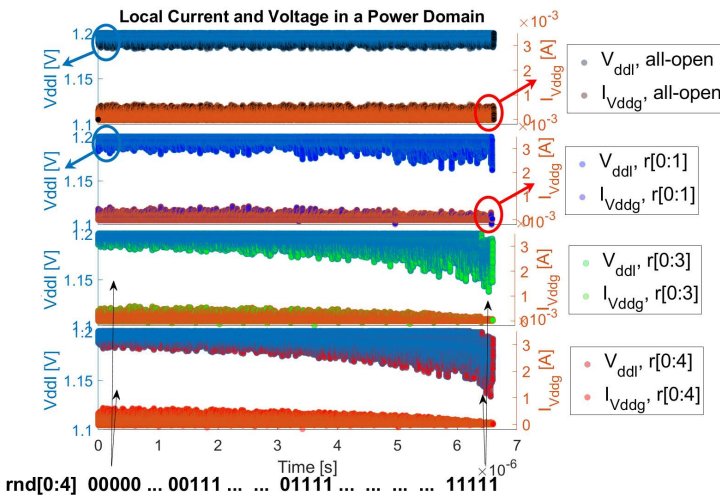 Local Current and Voltage in a Power Domain
×10⁻³
Vddl [V]
1.2
1.15
1.1
3
2
1
0
I_Vddg [A]
V_ddl, all-open
I_Vddg, all-open
×10⁻³
Vddl [V]
1.2
1.15
3
2
1
0
I_Vddg [A]
V_ddl, r[0:1]
I_Vddg, r[0:1]
×10⁻³
Vddl [V]
1.2
1.15
3
2
1
0
I_Vddg [A]
V_ddl, r[0:3]
I_Vddg, r[0:3]
×10⁻³
Vddl [V]
1.2
1.15
1.1
3
2
1
0
I_Vddg [A]
V_ddl, r[0:4]
I_Vddg, r[0:4]
0 1 2 3 4 5 6 7
Time [s]
×10⁻⁶
rnd[0:4] 00000 ... 00111 ... ... 01111 ... ... ... ... 11111